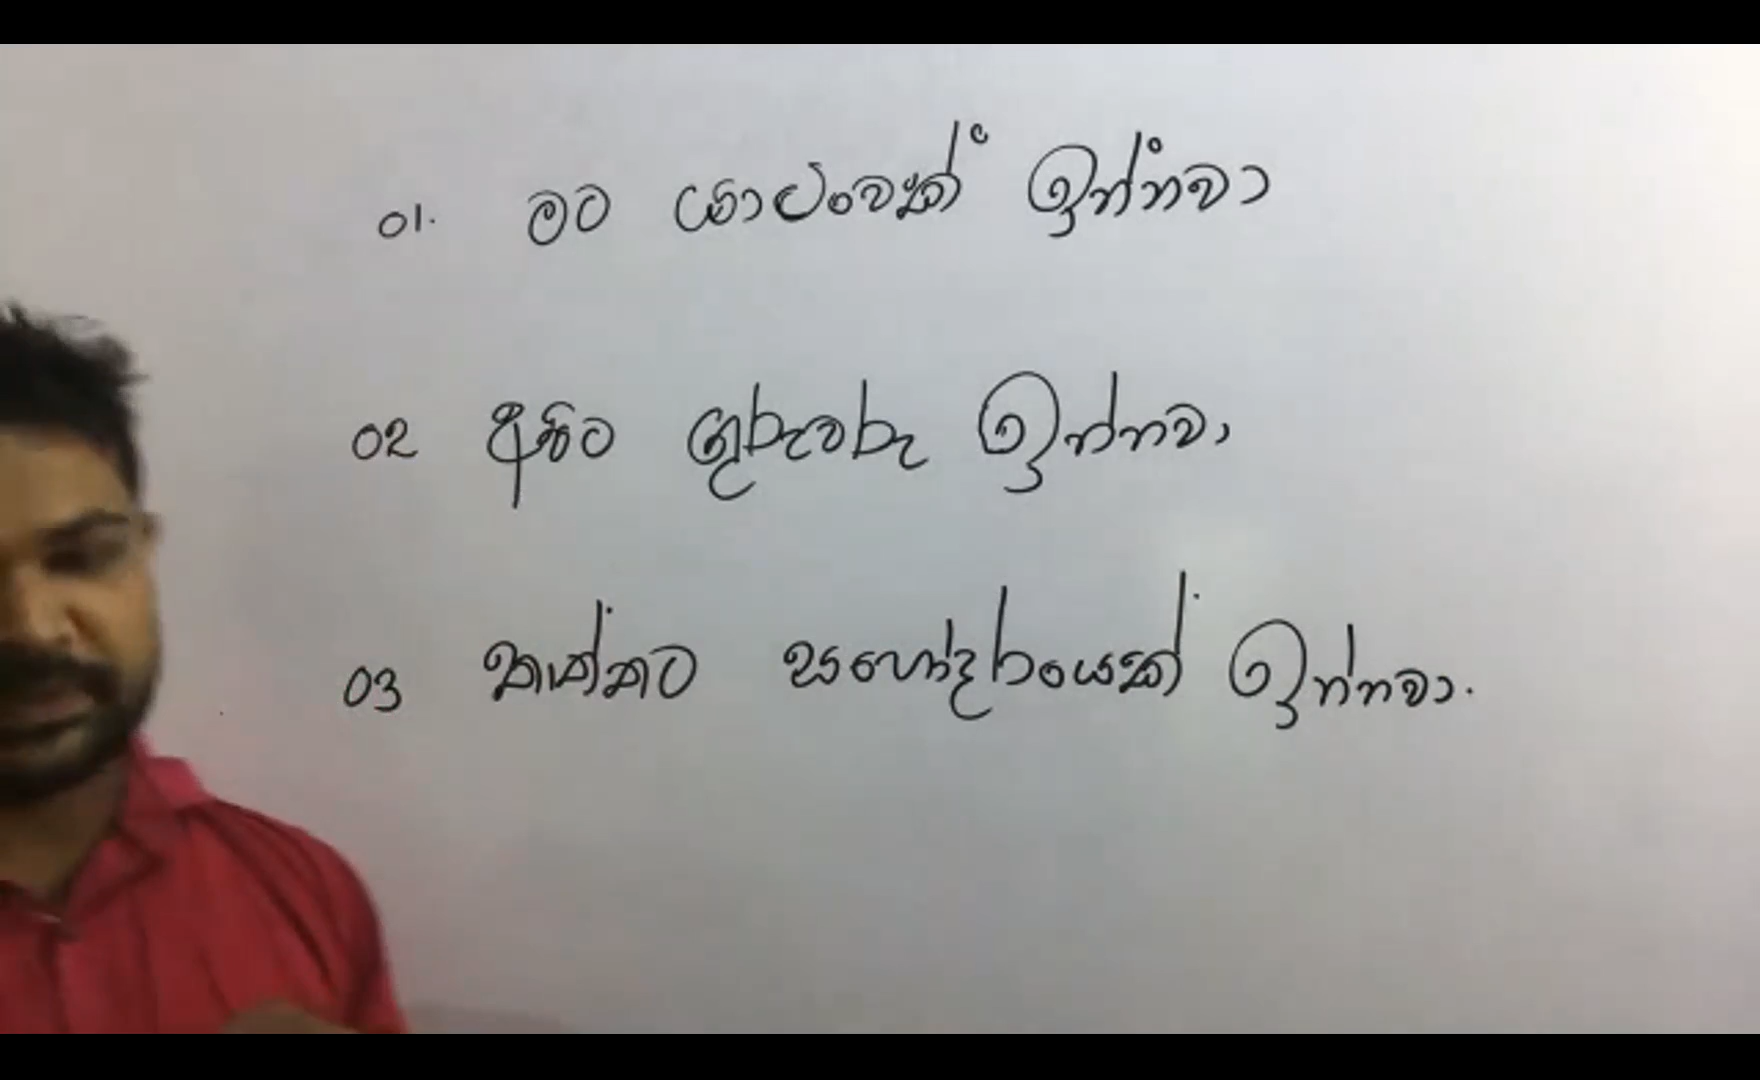 01. මට යාළුවෙක් ඉන්නවා
02 අපිට ගුරුවරු ඉන්නවා
03 තාත්තට සහෝදරයෙක් ඉන්නවා.